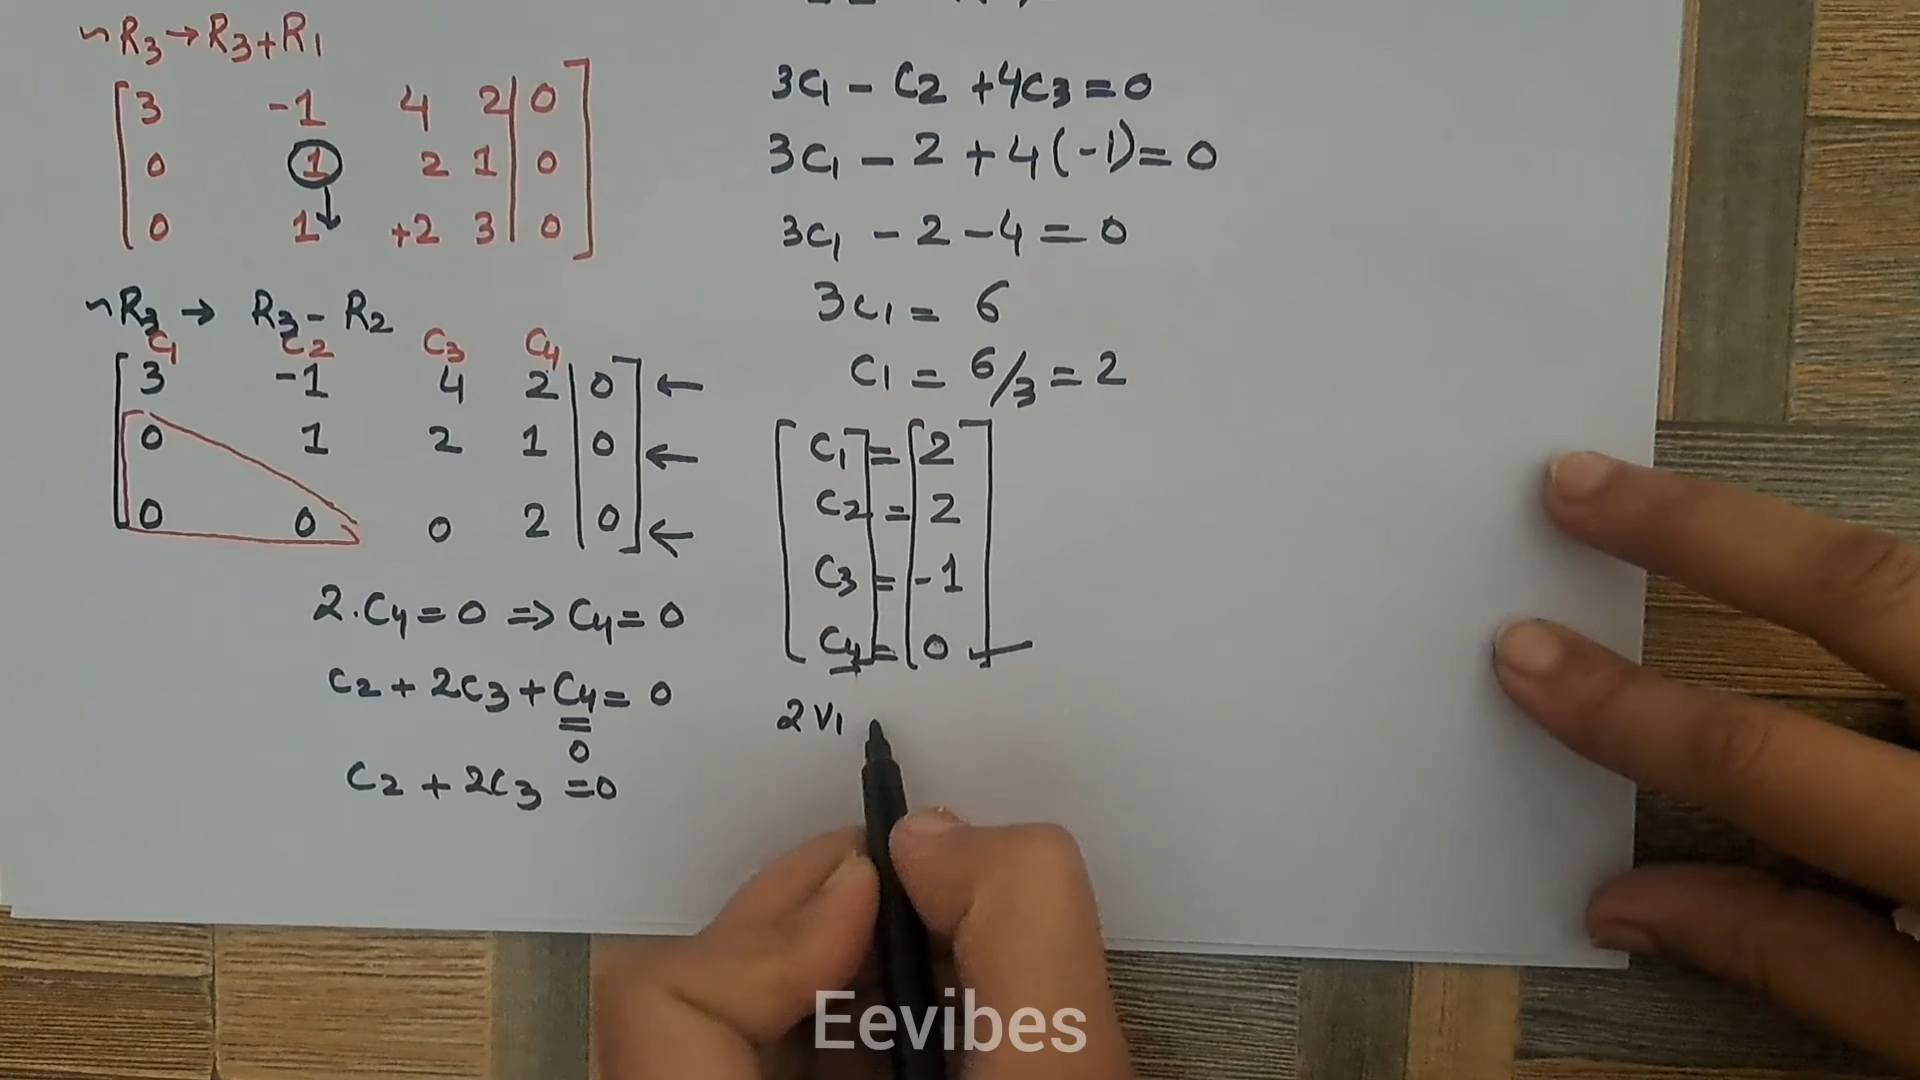 ~R3→R3+R1
3 -1 4 2 | 0
0 1 2 1 | 0
0 1 +2 3 | 0
~R3 → R3 - R2
C1 C2 C3 C4
3 -1 4 2 | 0 ←
0 1 2 1 | 0 ←
0 0 0 2 | 0 ←
2.C4=0 => C4=0
C2 + 2C3 + C4 = 0
0
C2 + 2C3 =0
3C1 - C2 +4C3=0
3C1 - 2 + 4(-1)=0
3C1 - 2 - 4 = 0
3C1 = 6
C1 = 6/3 = 2
C1 = 2
C2 = 2
C3 = -1
C4 = 0
2V1
Eevibes